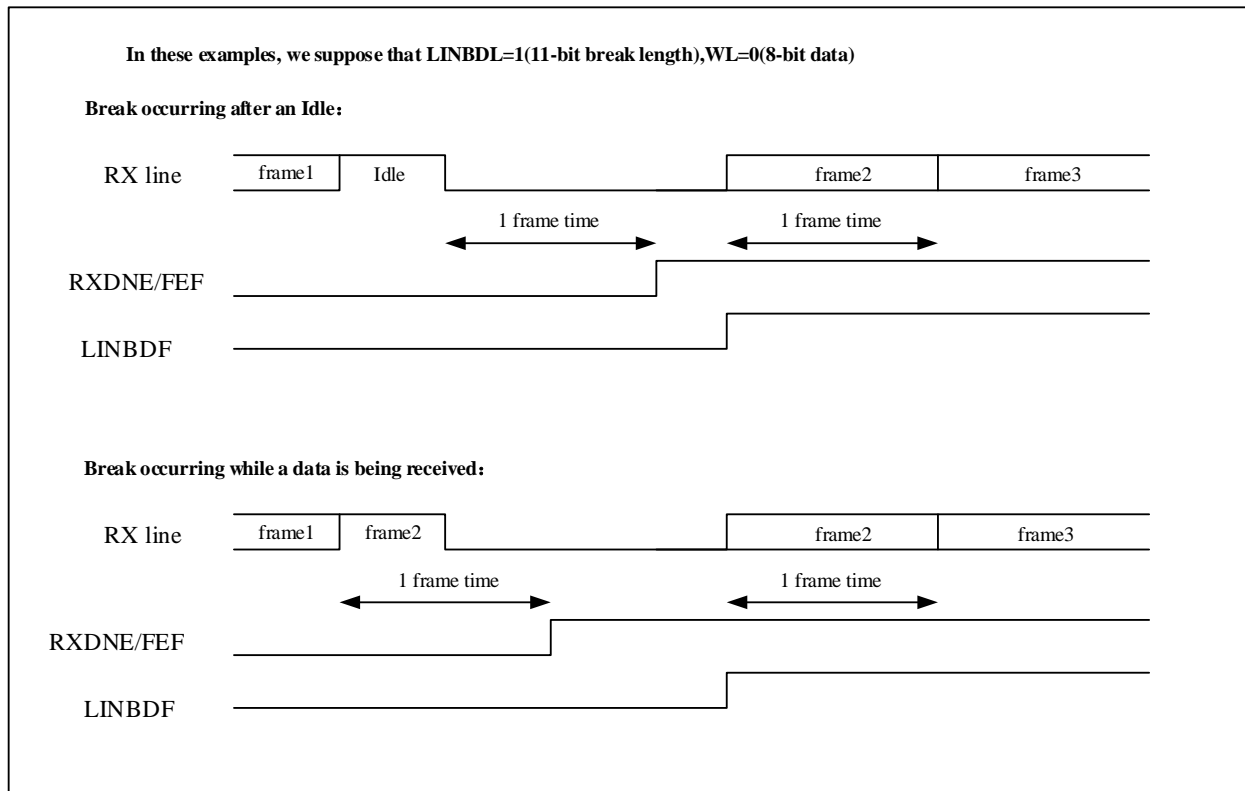 In these examples, we suppose that LINBDL=1(11-bit break length),WL=0(8-bit data)
Break occurring after an Idle：
RX line frame1 Idle frame2 frame3
1 frame time 1 frame time
RXDNE/FEF
LINBDF
Break occurring while a data is being received：
RX line frame1 frame2 frame2 frame3
1 frame time 1 frame time
RXDNE/FEF
LINBDF